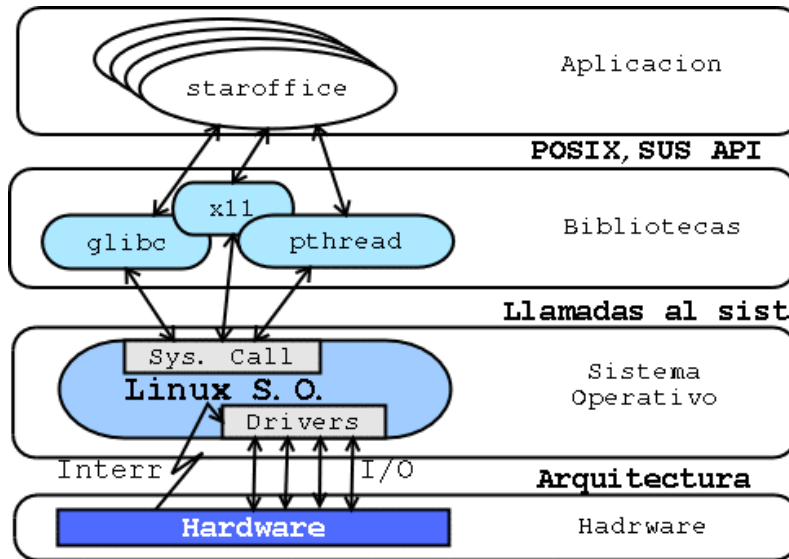 Aplicacion
staroffice
POSIX, SUS API
x11
glibc
pthread
Bibliotecas
Llamadas al sist
Sys. Call
Linux S. O.
Sistema
Operativo
Drivers
Interr
I/O
Arquitectura
Hardware
Hadrware